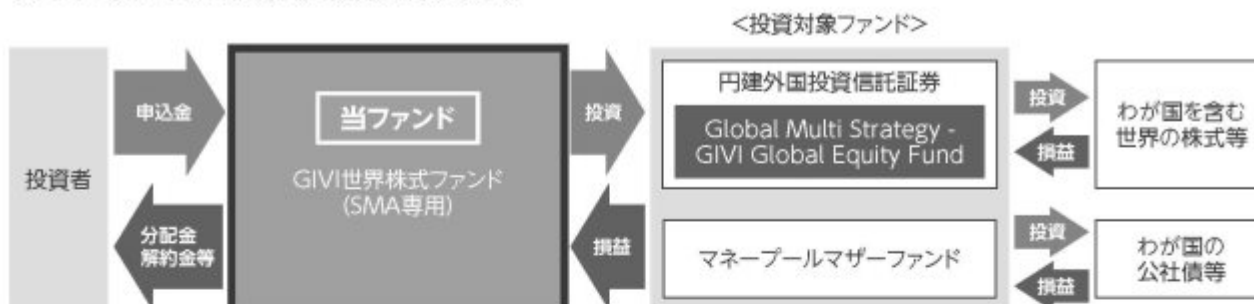 <投資対象ファンド>
投資者
申込金
分配金
解約金等
当ファンド
GIVI世界株式ファンド
(SMA専用)
投資
損益
円建外国投資信託証券
Global Multi Strategy -
GIVI Global Equity Fund
マネープールマザーファンド
投資
損益
わが国を含む
世界の株式等
投資
損益
わが国の
公社債等